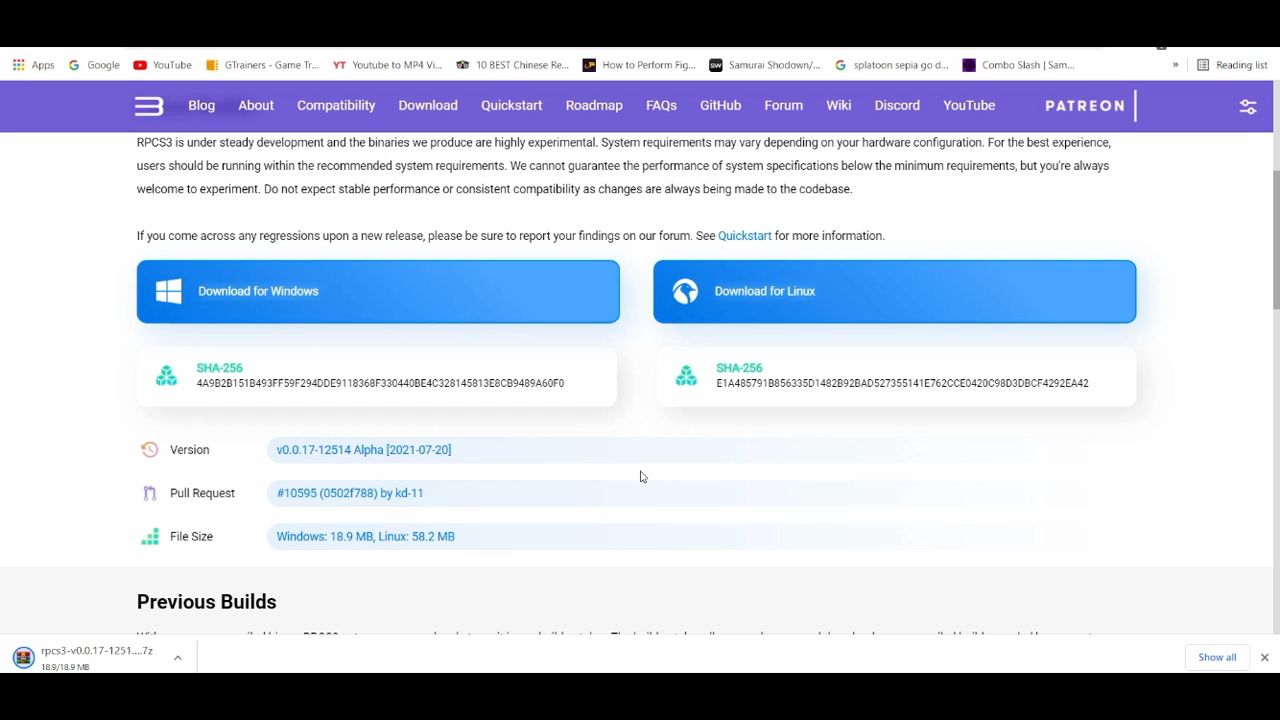 Apps Google YouTube GTrainers - Game Tr... Youtube to MP4 Vi... 10 BEST Chinese Re... How to Perform Fig... Samurai Shodown/... splatoon sepia go d... Combo Slash | Sam... » Reading list
Blog About Compatibility Download Quickstart Roadmap FAQs GitHub Forum Wiki Discord YouTube PATREON
RPCS3 is under steady development and the binaries we produce are highly experimental. System requirements may vary depending on your hardware configuration. For the best experience,
users should be running within the recommended system requirements. We cannot guarantee the performance of system specifications below the minimum requirements, but you're always
welcome to experiment. Do not expect stable performance or consistent compatibility as changes are always being made to the codebase.
If you come across any regressions upon a new release, please be sure to report your findings on our forum. See Quickstart for more information.
Download for Windows
Download for Linux
SHA-256
4A9B2B151B493FF59F294DDE9118368F330440BE4C328145813E8CB9489A60F0
SHA-256
E1A485791B856335D1482B92BAD527355141E762CCE0420C98D3DBCF4292EA42
Version v0.0.17-12514 Alpha [2021-07-20]
Pull Request #10595 (0502f788) by kd-11
File Size Windows: 18.9 MB, Linux: 58.2 MB
Previous Builds
rpcs3-v0.0.17-1251....7z
18.9/18.9 MB
Show all